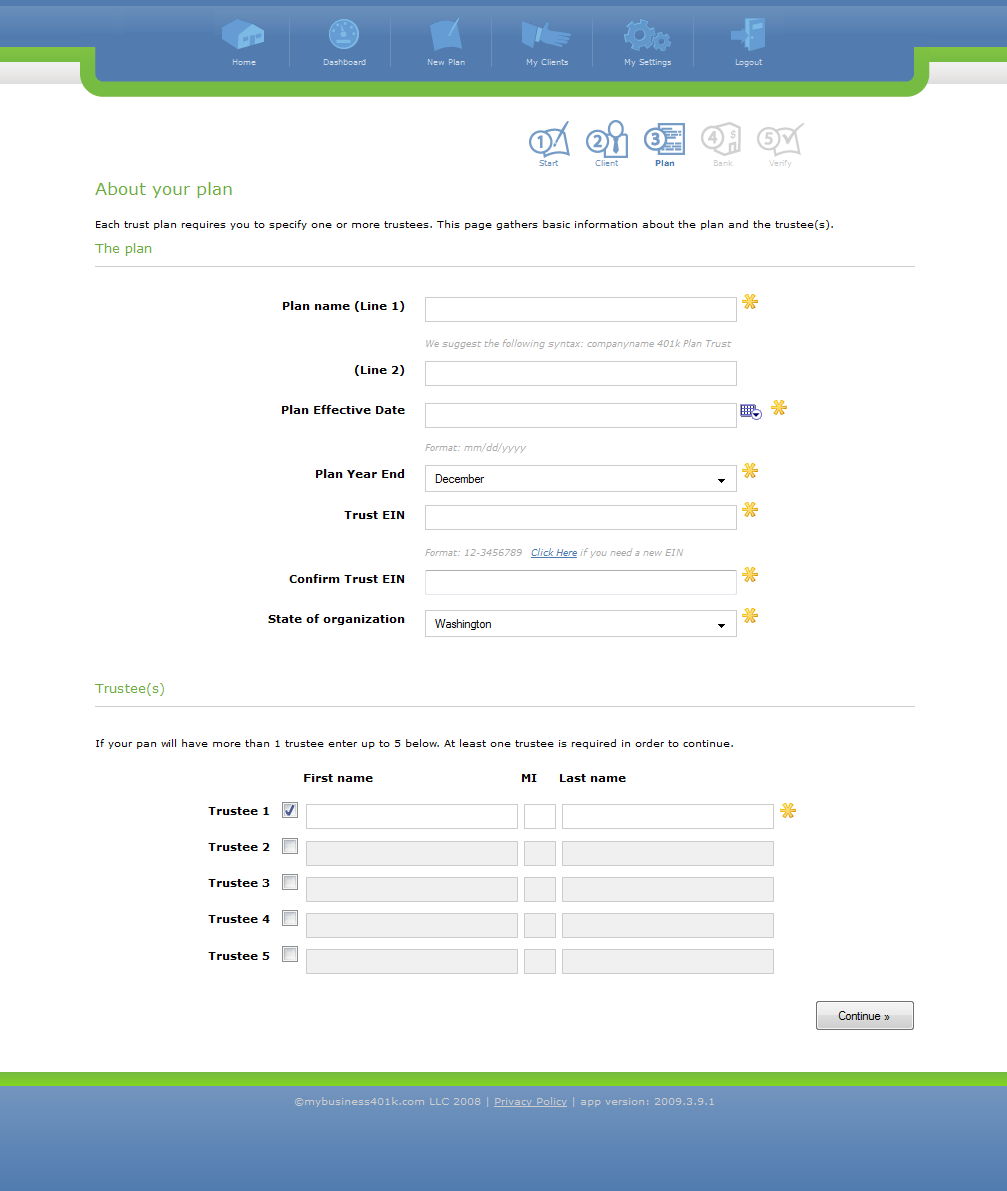 Home Dashboard New Plan My Clients My Settings Logout
1 2 3 4 $ 5
Start Client Plan Bank Verify
About your plan
Each trust plan requires you to specify one or more trustees. This page gathers basic information about the plan and the trustee(s).
The plan
Plan name (Line 1)
We suggest the following syntax: companyname 401k Plan Trust
(Line 2)
Plan Effective Date
Format: mm/dd/yyyy
Plan Year End December
Trust EIN
Format: 12-3456789 Click Here if you need a new EIN
Confirm Trust EIN
State of organization Washington
Trustee(s)
If your pan will have more than 1 trustee enter up to 5 below. At least one trustee is required in order to continue.
First name MI Last name
Trustee 1
Trustee 2
Trustee 3
Trustee 4
Trustee 5
Continue »
©mybusiness401k.com LLC 2008 | Privacy Policy | app version: 2009.3.9.1